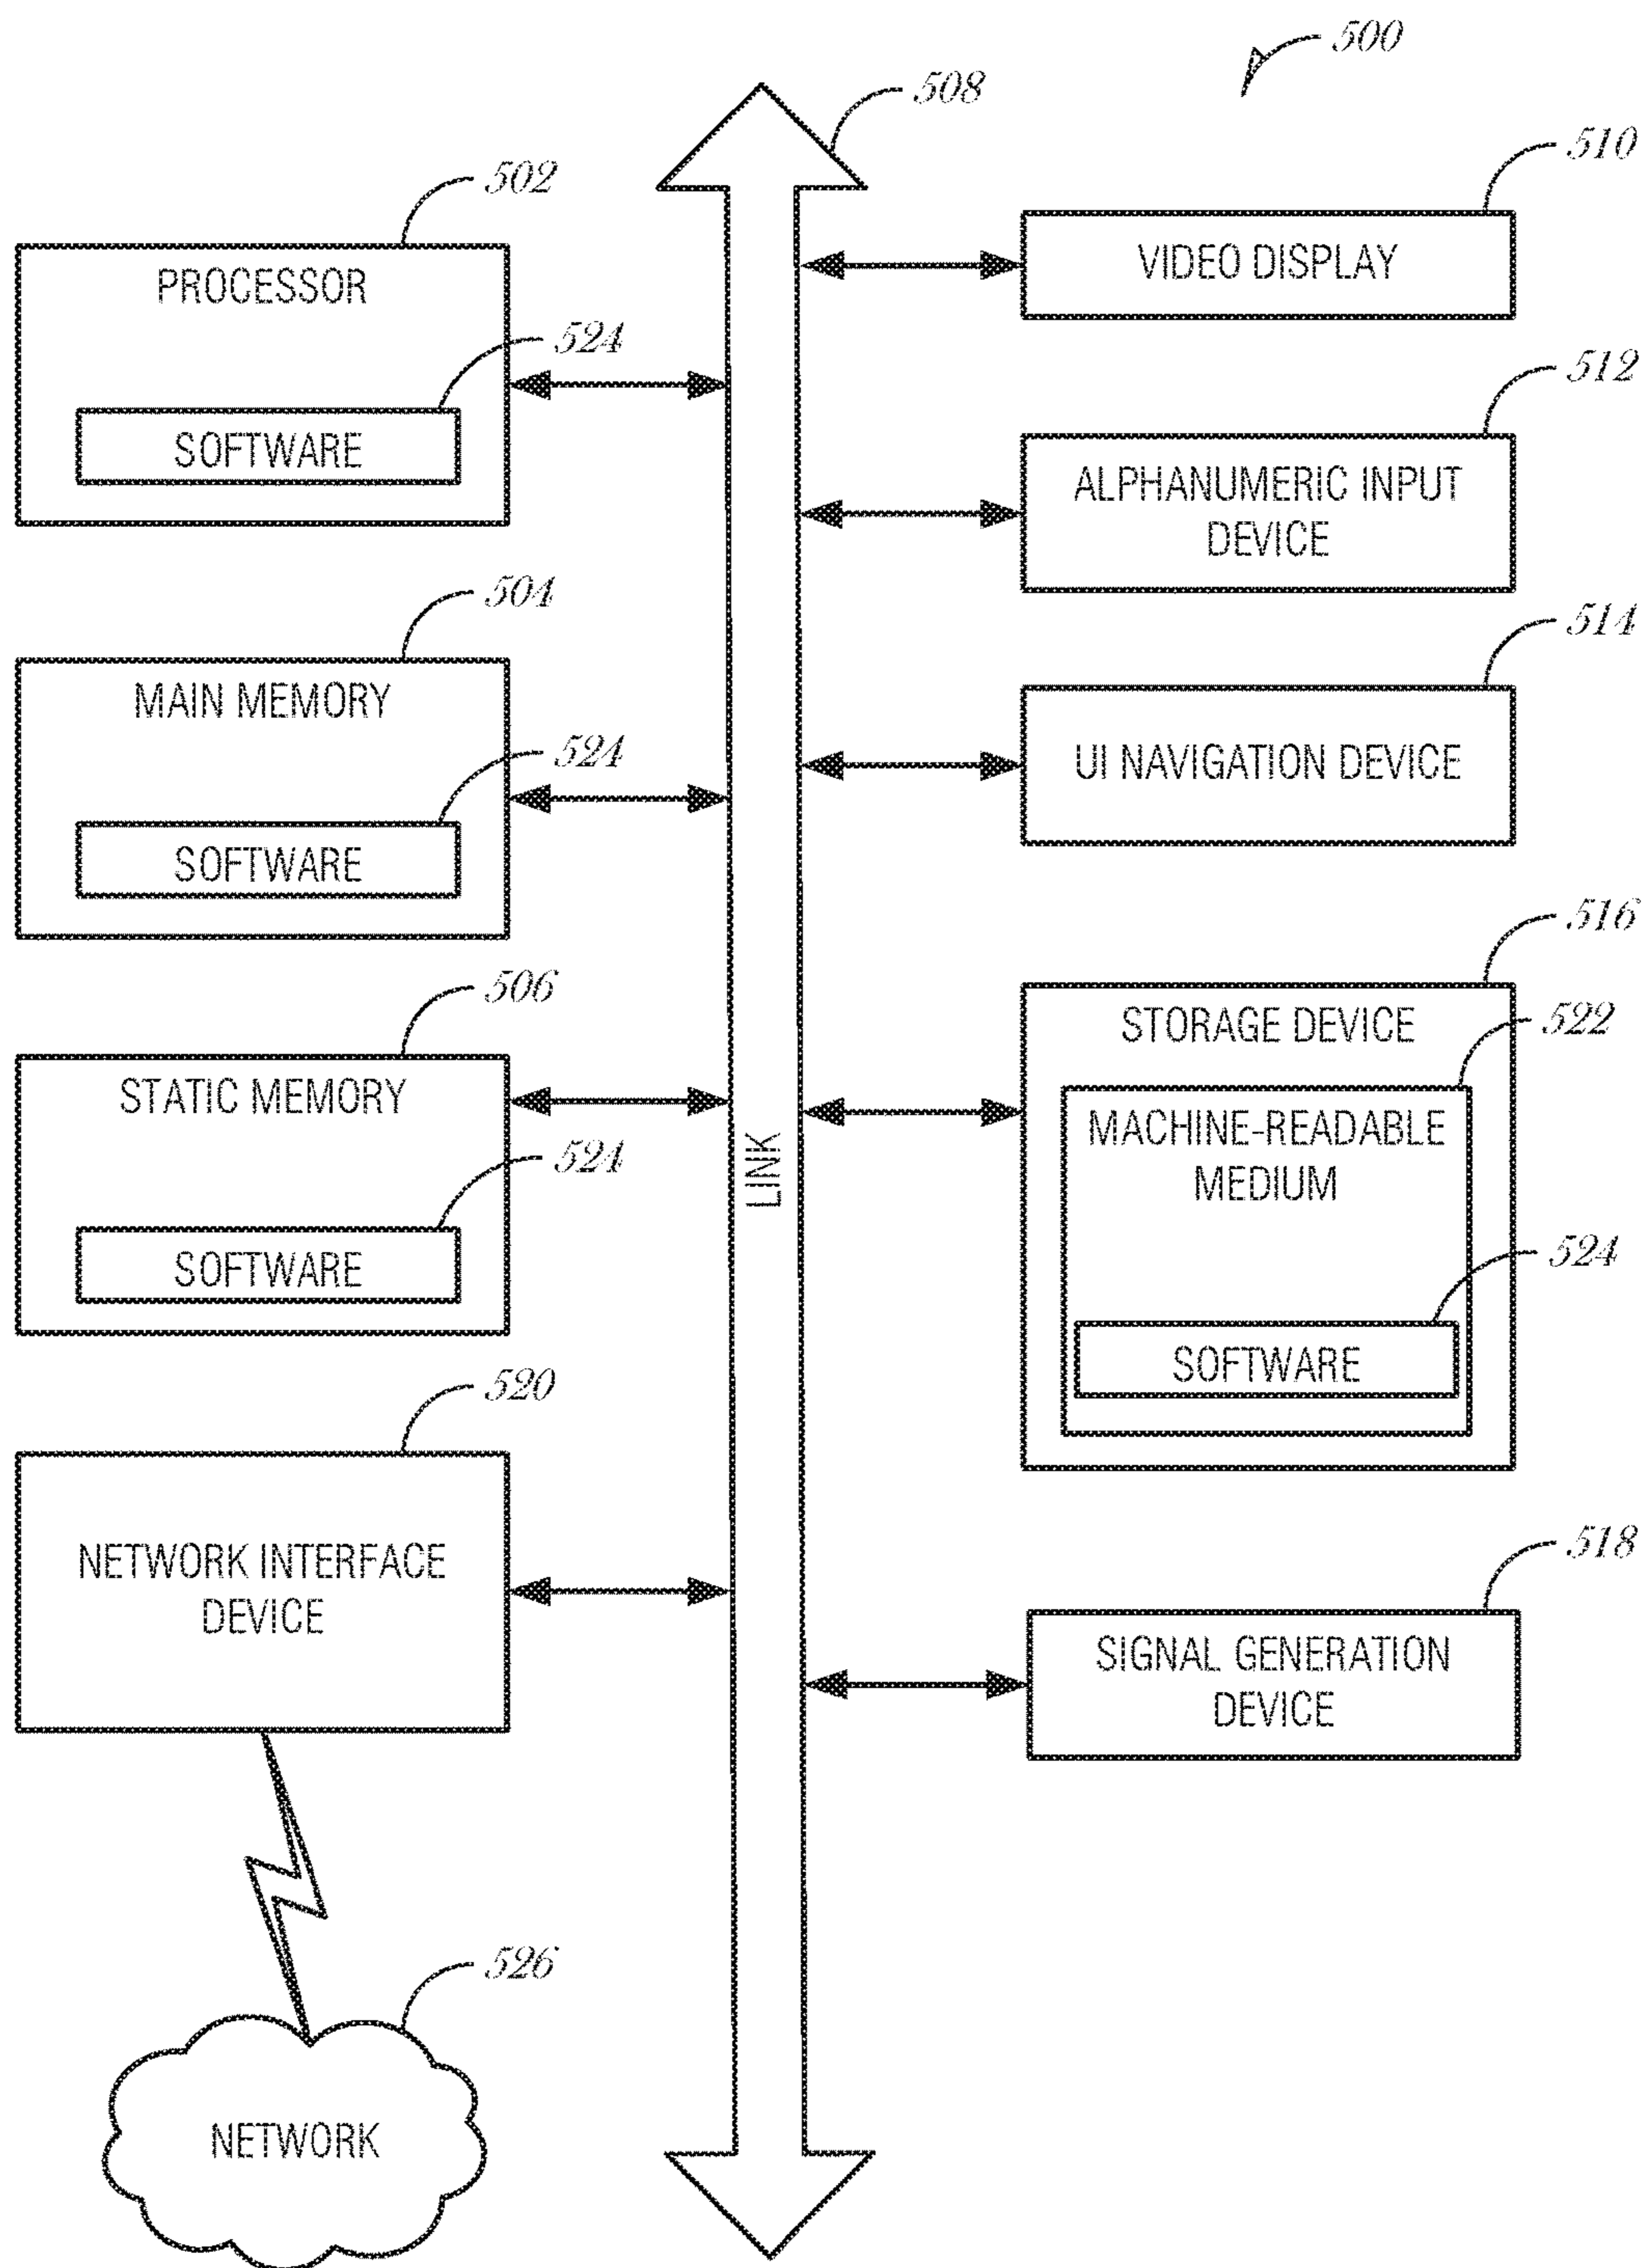 500
508
510
VIDEO DISPLAY
502
PROCESSOR
524
SOFTWARE
512
ALPHANUMERIC INPUT
DEVICE
504
MAIN MEMORY
524
SOFTWARE
514
UI NAVIGATION DEVICE
506
STATIC MEMORY
524
SOFTWARE
LINK
516
STORAGE DEVICE
522
MACHINE-READABLE
MEDIUM
524
SOFTWARE
520
NETWORK INTERFACE
DEVICE
518
SIGNAL GENERATION
DEVICE
526
NETWORK